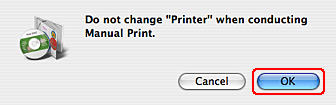 Do not change "Printer" when conducting
Manual Print.
Cancel
OK